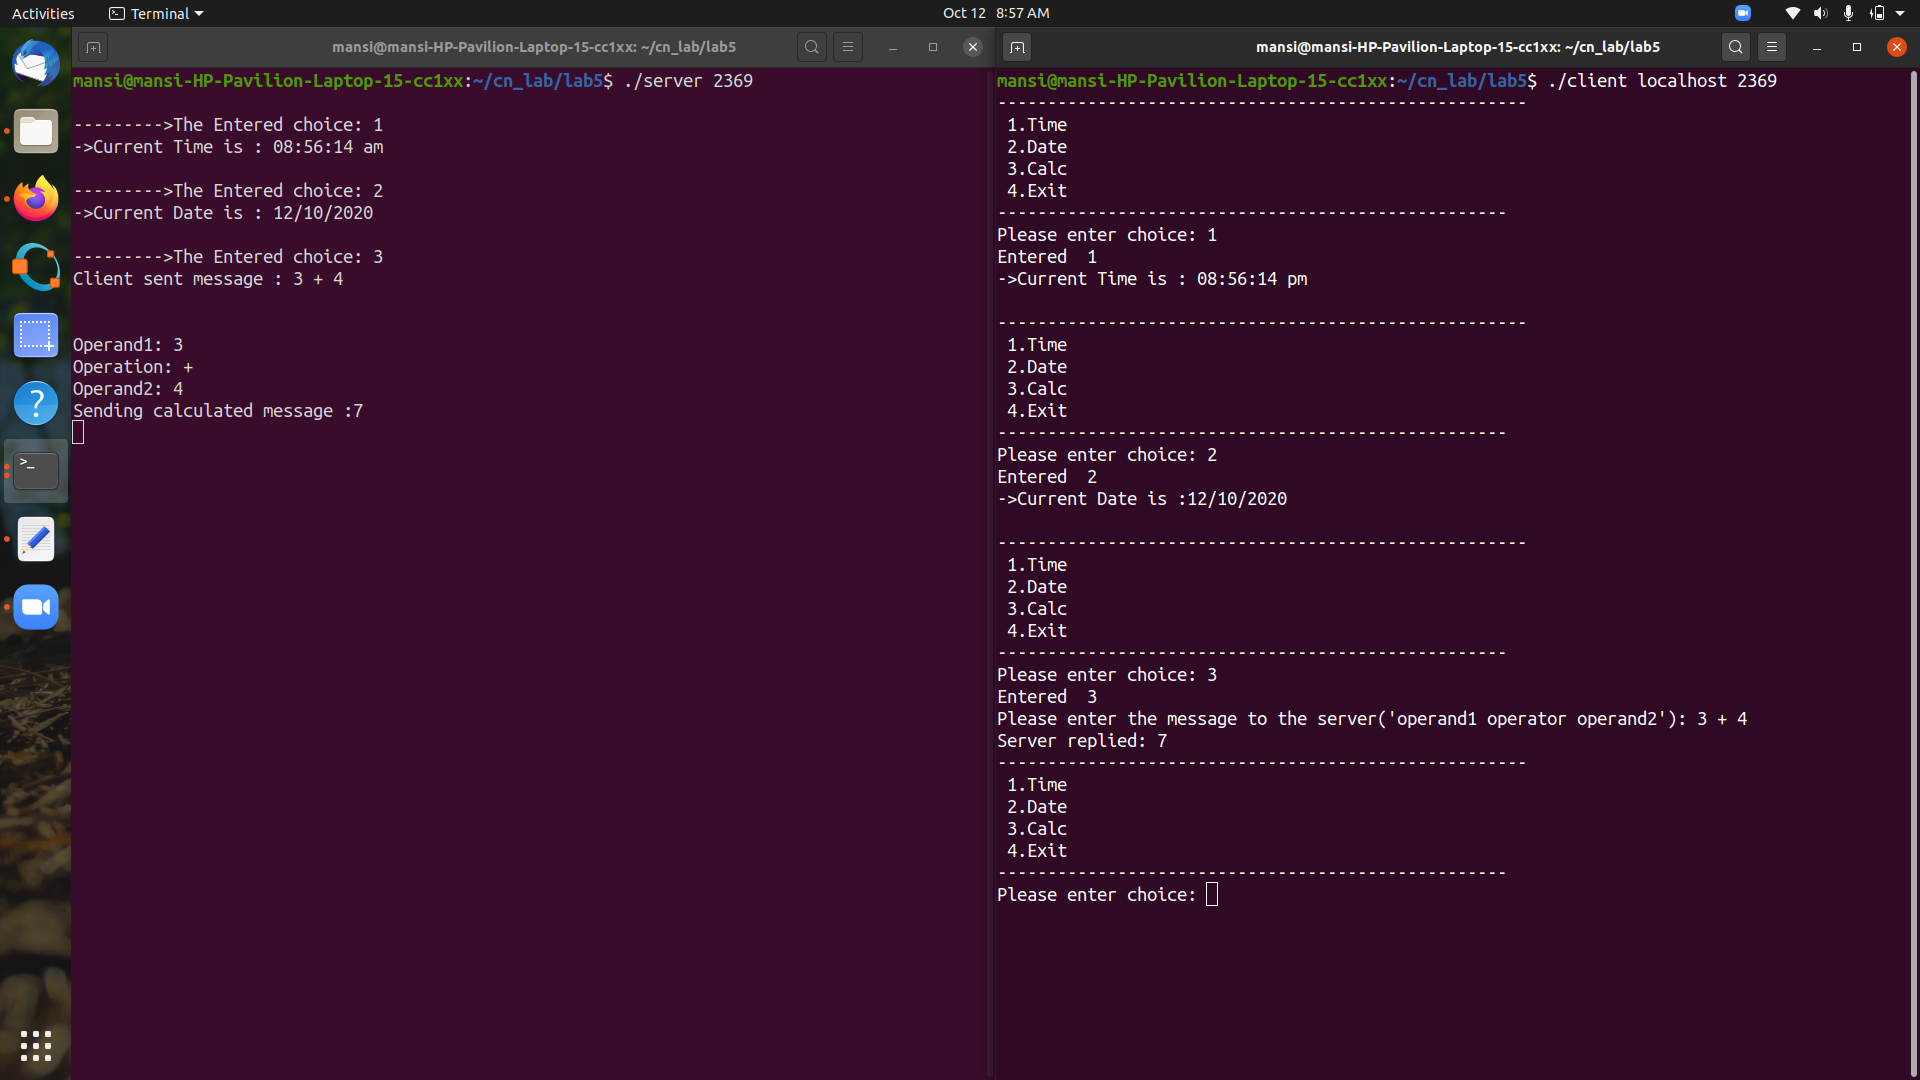 Activities Terminal Oct 12 8:57 AM
mansi@mansi-HP-Pavilion-Laptop-15-cc1xx: ~/cn_lab/lab5
mansi@mansi-HP-Pavilion-Laptop-15-cc1xx:~/cn_lab/lab5$ ./server 2369
--------->The Entered choice: 1
->Current Time is : 08:56:14 am
--------->The Entered choice: 2
->Current Date is : 12/10/2020
--------->The Entered choice: 3
Client sent message : 3 + 4
Operand1: 3
Operation: +
Operand2: 4
Sending calculated message :7
mansi@mansi-HP-Pavilion-Laptop-15-cc1xx: ~/cn_lab/lab5
mansi@mansi-HP-Pavilion-Laptop-15-cc1xx:~/cn_lab/lab5$ ./client localhost 2369
-----------------------------------------------------
1.Time
2.Date
3.Calc
4.Exit
---------------------------------------------------
Please enter choice: 1
Entered  1
->Current Time is : 08:56:14 pm
-----------------------------------------------------
1.Time
2.Date
3.Calc
4.Exit
---------------------------------------------------
Please enter choice: 2
Entered  2
->Current Date is :12/10/2020
-----------------------------------------------------
1.Time
2.Date
3.Calc
4.Exit
---------------------------------------------------
Please enter choice: 3
Entered  3
Please enter the message to the server('operand1 operator operand2'): 3 + 4
Server replied: 7
-----------------------------------------------------
1.Time
2.Date
3.Calc
4.Exit
---------------------------------------------------
Please enter choice: